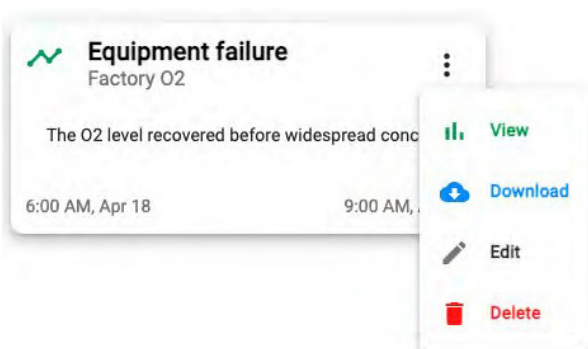 Equipment failure
Factory O2
The O2 level recovered before widespread conc
6:00 AM, Apr 18
9:00 AM,
View
Download
Edit
Delete